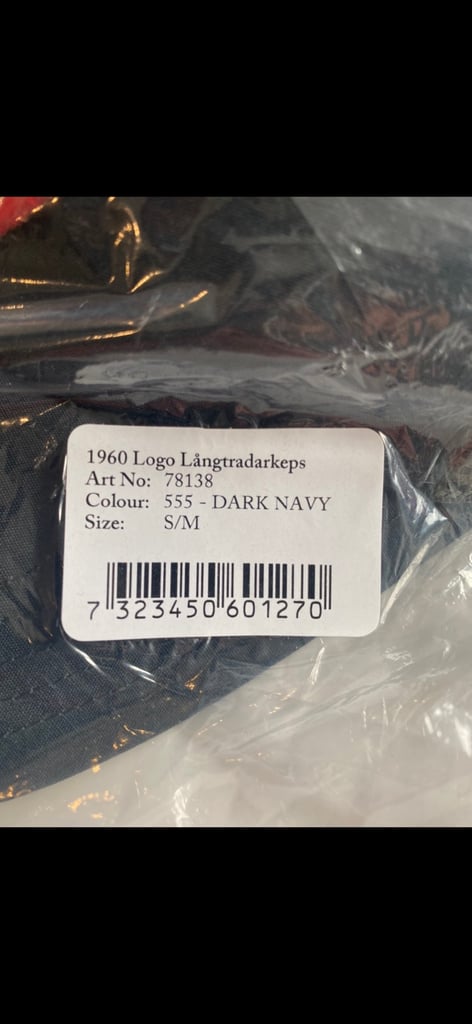 1960 Logo Långtradarkeps
Art No: 78138
Colour: 555 - DARK NAVY
Size: S/M
7 323450 601270